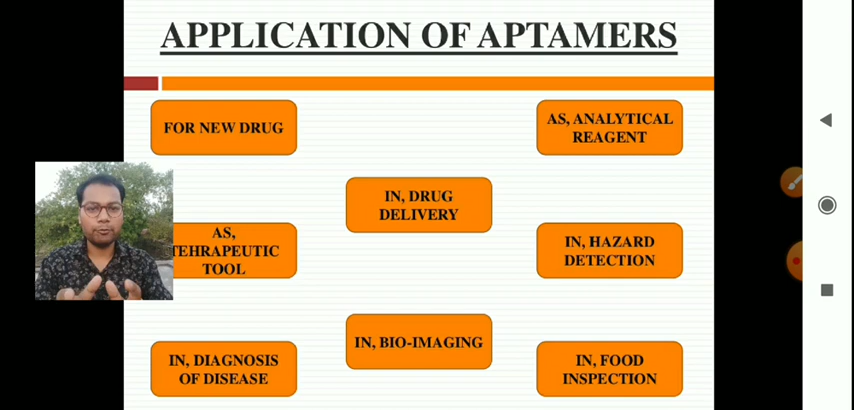 APPLICATION OF APTAMERS
FOR NEW DRUG
AS, ANALYTICAL
REAGENT
IN, DRUG
DELIVERY
AS,
TEHRAPEUTIC
TOOL
IN, HAZARD
DETECTION
IN, BIO-IMAGING
IN, DIAGNOSIS
OF DISEASE
IN, FOOD
INSPECTION